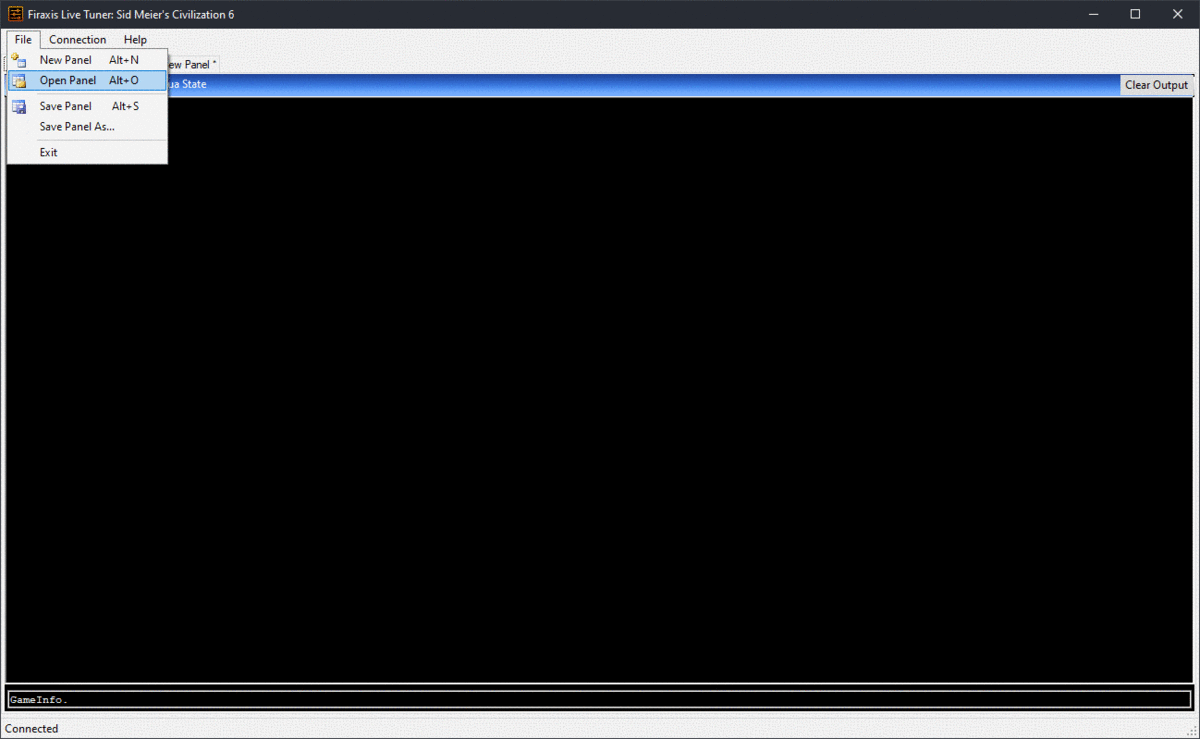 Firaxis Live Tuner: Sid Meier's Civilization 6
File Connection Help
New Panel Alt+N
Open Panel Alt+O
Save Panel Alt+S
Save Panel As...
Exit
ew Panel *
ua State
Clear Output
GameInfo.
Connected